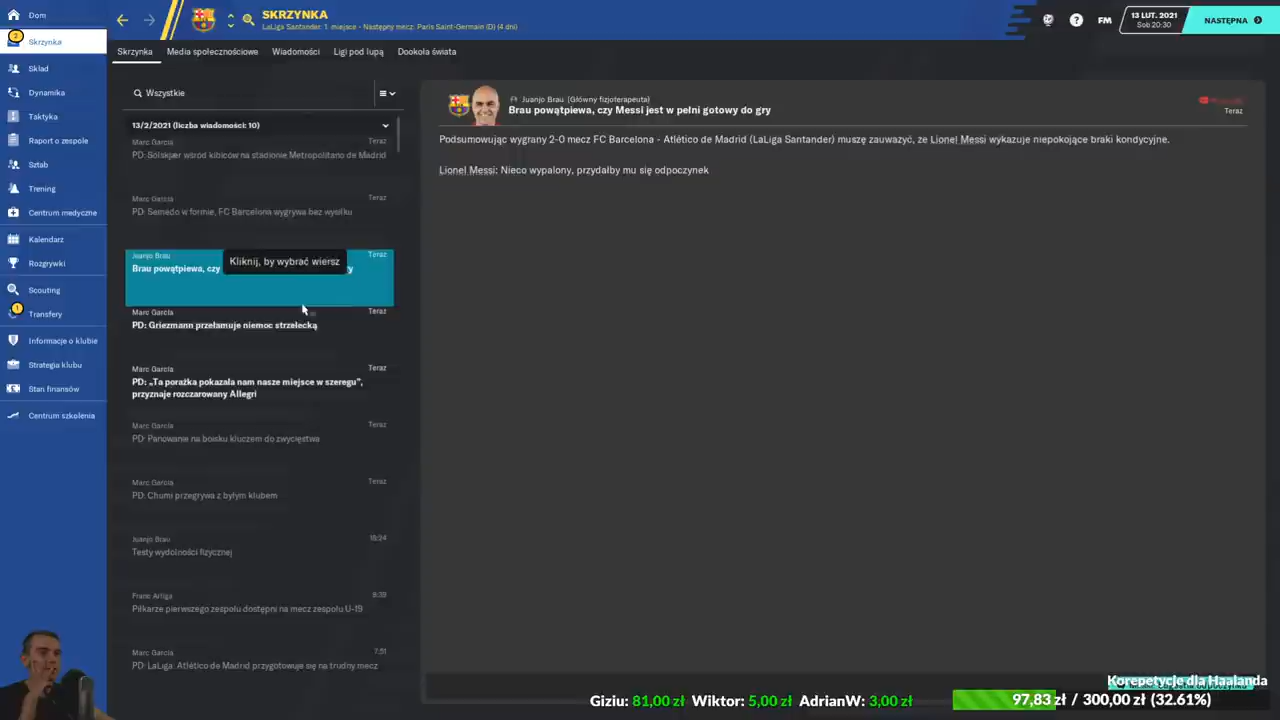 Dom
Skrzynka
2
Skład
Dynamika
Taktyka
Raport o zespole
Sztab
Trening
Centrum medyczne
Kalendarz
Rozgrywki
Scouting
1
Transfery
Informacje o klubie
Strategia klubu
Stan finansów
Centrum szkolenia
SKRZYNKA
LaLiga Santander: 1. miejsce - Następny mecz: Paris Saint-Germain (D) (4 dni)
?
FM
13 LUT. 2021
Sob 20:30
NASTĘPNA
Skrzynka
Media społecznościowe
Wiadomości
Ligi pod lupą
Dookoła świata
Wszystkie
13/2/2021 (liczba wiadomości: 10)
Marc García Teraz
PD: Solskjær wśród kibiców na stadionie Metropolitano de Madrid
Marc García Teraz
PD: Semedo w formie, FC Barcelona wygrywa bez wysiłku
Juanjo Brau Teraz
Brau powątpiewa, czy
Kliknij, by wybrać wiersz
Marc García Teraz
PD: Griezmann przełamuje niemoc strzelecką
Marc García Teraz
PD: „Ta porażka pokazała nam nasze miejsce w szeregu”,
przyznaje rozczarowany Allegri
Marc García Teraz
PD: Panowanie na boisku kluczem do zwycięstwa
Marc García Teraz
PD: Chumi przegrywa z byłym klubem
Juanjo Brau
Testy wydolności fizycznej
Franc Artiga 8:39
Piłkarze pierwszego zespołu dostępni na mecz zespołu U-19
Marc García 7:51
PD: LaLiga: Atlético de Madrid przygotowuje się na trudny mecz
Juanjo Brau (Główny fizjoterapeuta)
Brau powątpiewa, czy Messi jest w pełni gotowy do gry
Teraz
Podsumowując wygrany 2-0 mecz FC Barcelona - Atlético de Madrid (LaLiga Santander) muszę zauważyć, że Lionel Messi wykazuje niepokojące braki kondycyjne.
Lionel Messi: Nieco wypalony, przydałby mu się odpoczynek
Korepetycje dla Haalanda
Giziu: 81,00 zł Wiktor: 5,00 zł AdrianW: 3,00 zł
97,83 zł / 300,00 zł (32.61%)